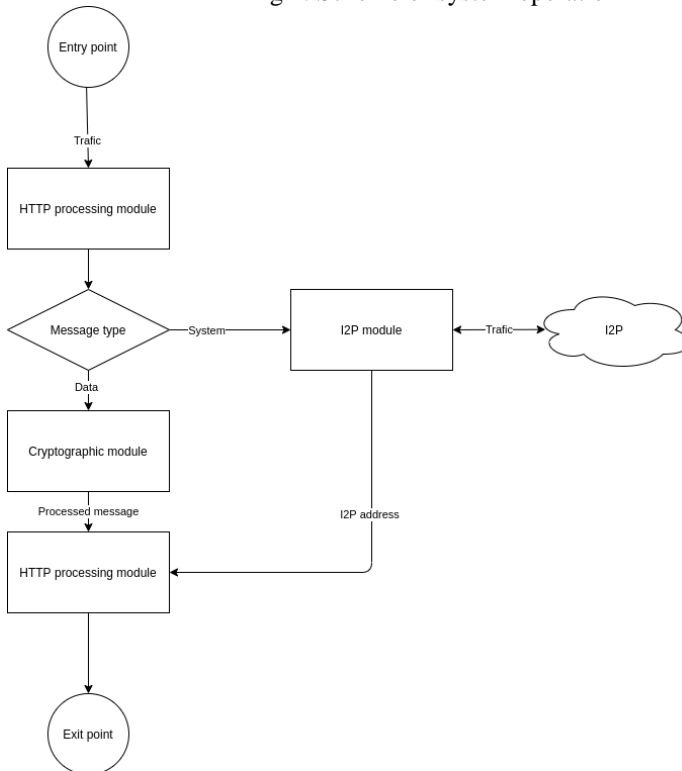 Entry point
Trafic
HTTP processing module
Message type
System
I2P module
Trafic
I2P
Data
Cryptographic module
Processed message
I2P address
HTTP processing module
Exit point